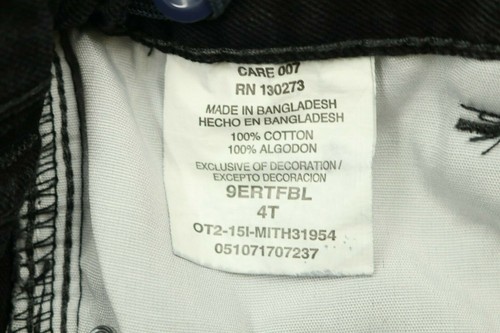 CARE 007
RN 130273
MADE IN BANGLADESH
HECHO EN BANGLADESH
100% COTTON
100% ALGODON
EXCLUSIVE OF DECORATION/
EXCEPTO DECORACION
9ERTFBL
4T
OT2-15I-MITH31954
051071707237